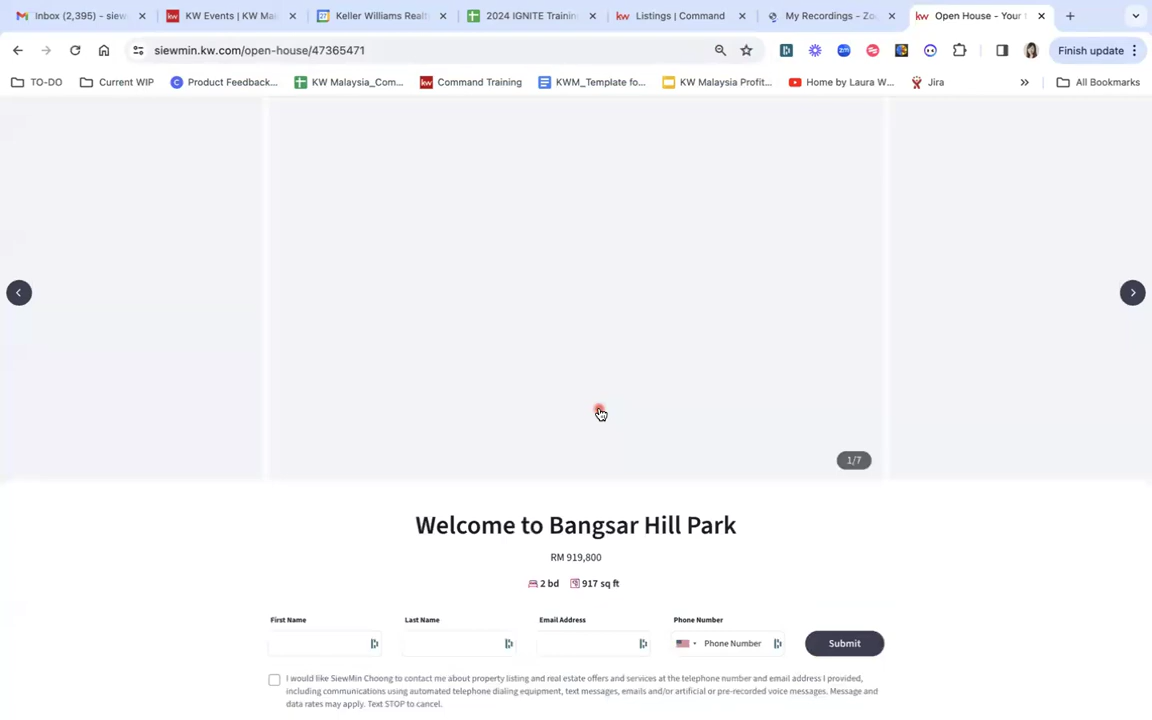 Inbox (2,395) - siew
KW Events | KW Mal
Keller Williams Realt
2024 IGNITE Trainin
Listings | Command
My Recordings - Zo
Open House - Your
siewmin.kw.com/open-house/47365471
Finish update
TO-DO
Current WIP
Product Feedback...
KW Malaysia_Com...
Command Training
KWM_Template fo...
KW Malaysia Profit...
Home by Laura W...
Jira
All Bookmarks
1/7
Welcome to Bangsar Hill Park
RM 919,800
2 bd 917 sq ft
First Name
Last Name
Email Address
Phone Number
Phone Number
Submit
I would like SiewMin Choong to contact me about property listing and real estate offers and services at the telephone number and email address I provided,
including communications using automated telephone dialing equipment, text messages, emails and/or artificial or pre-recorded voice messages. Message and
data rates may apply. Text STOP to cancel.